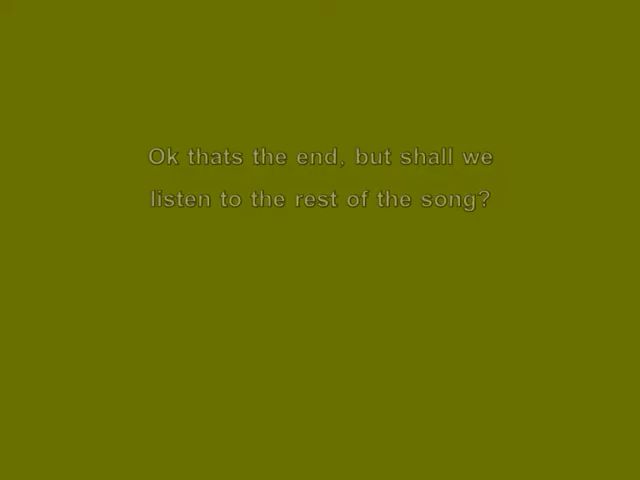 Ok thats the end, but shall we
listen to the rest of the song?